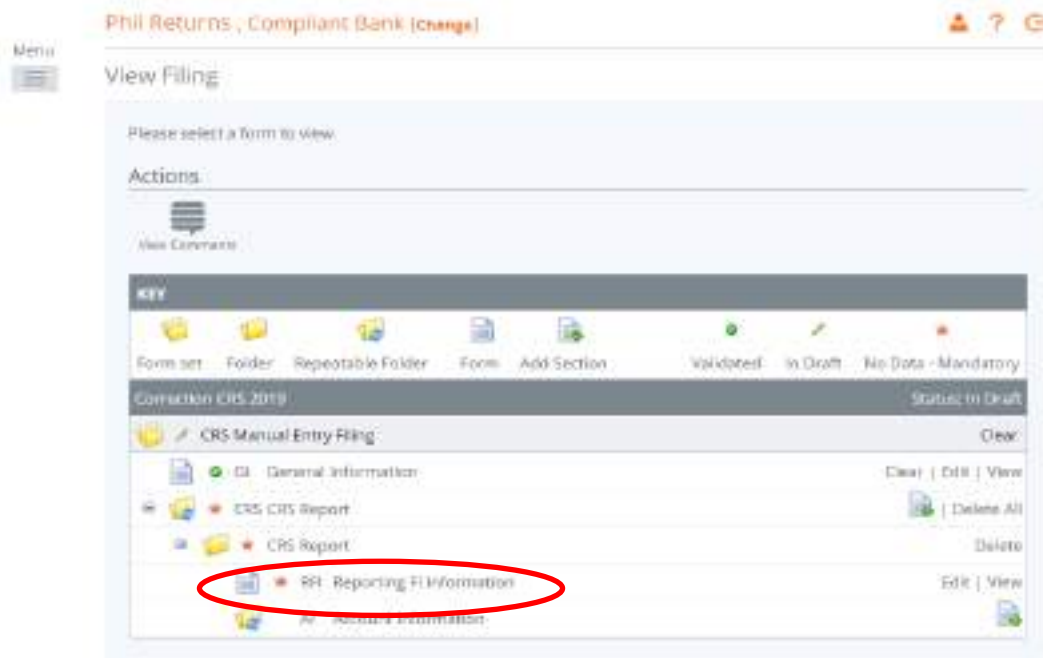 Phil Returns , Compliant Bank (Change)
?
Menu
View Filing
Please select a form to view.
Actions
View Comments
KEY
Form set Folder Repeatable Folder Form Add Section Validated In Draft No Data - Mandatory
Correction CRS 2019 Status: In Draft
CRS Manual Entry Filing Clear
GI General Information Clear | Edit | View
CRS CRS Report | Delete All
CRS Report Delete
RFI Reporting FI Information Edit | View
AI Account Information